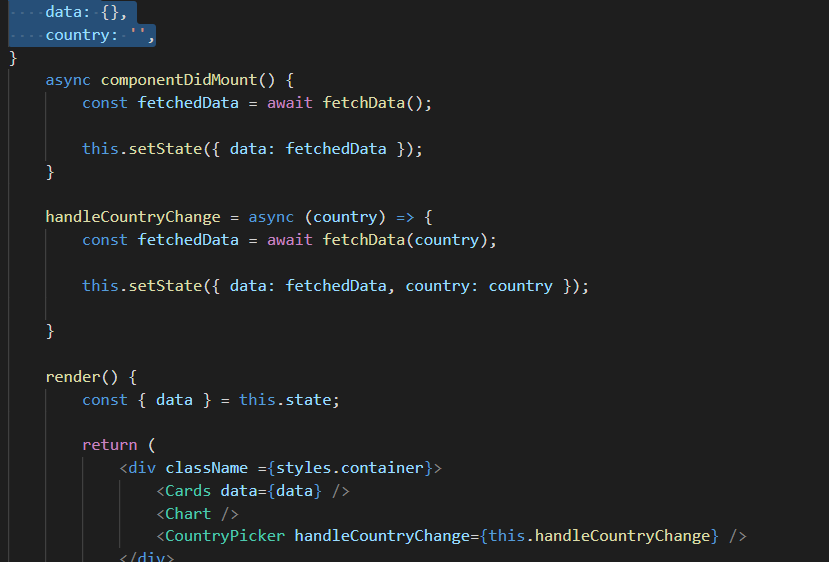 data: {},
country: '',
}
async componentDidMount() {
const fetchedData = await fetchData();
this.setState({ data: fetchedData });
}
handleCountryChange = async (country) => {
const fetchedData = await fetchData(country);
this.setState({ data: fetchedData, country: country });
}
render() {
const { data } = this.state;
return (
<div className ={styles.container}>
<Cards data={data} />
<Chart />
<CountryPicker handleCountryChange={this.handleCountryChange} />
</div>